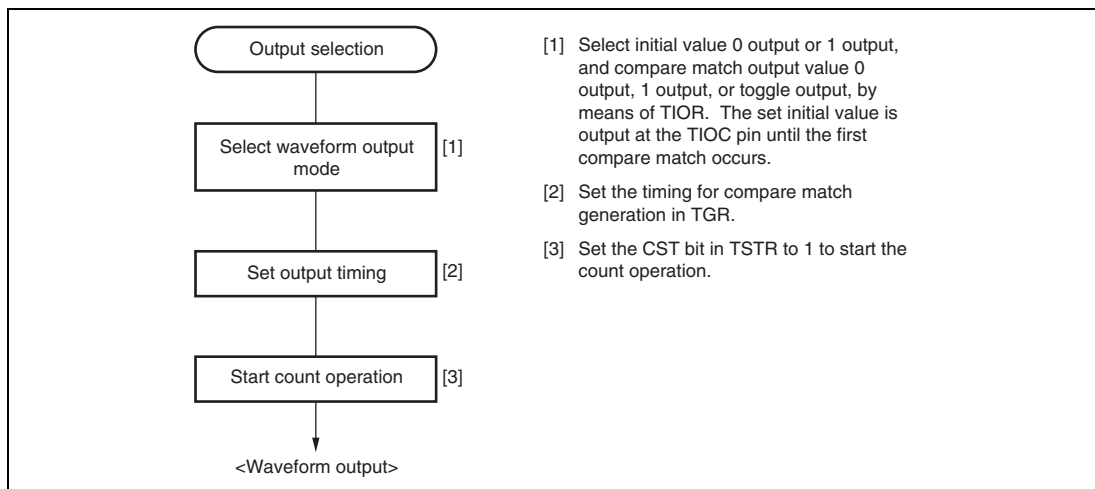 Output selection
Select waveform output
mode
[1]
Set output timing
[2]
Start count operation
[3]
<Waveform output>
[1] Select initial value 0 output or 1 output,
and compare match output value 0
output, 1 output, or toggle output, by
means of TIOR. The set initial value is
output at the TIOC pin until the first
compare match occurs.
[2] Set the timing for compare match
generation in TGR.
[3] Set the CST bit in TSTR to 1 to start the
count operation.